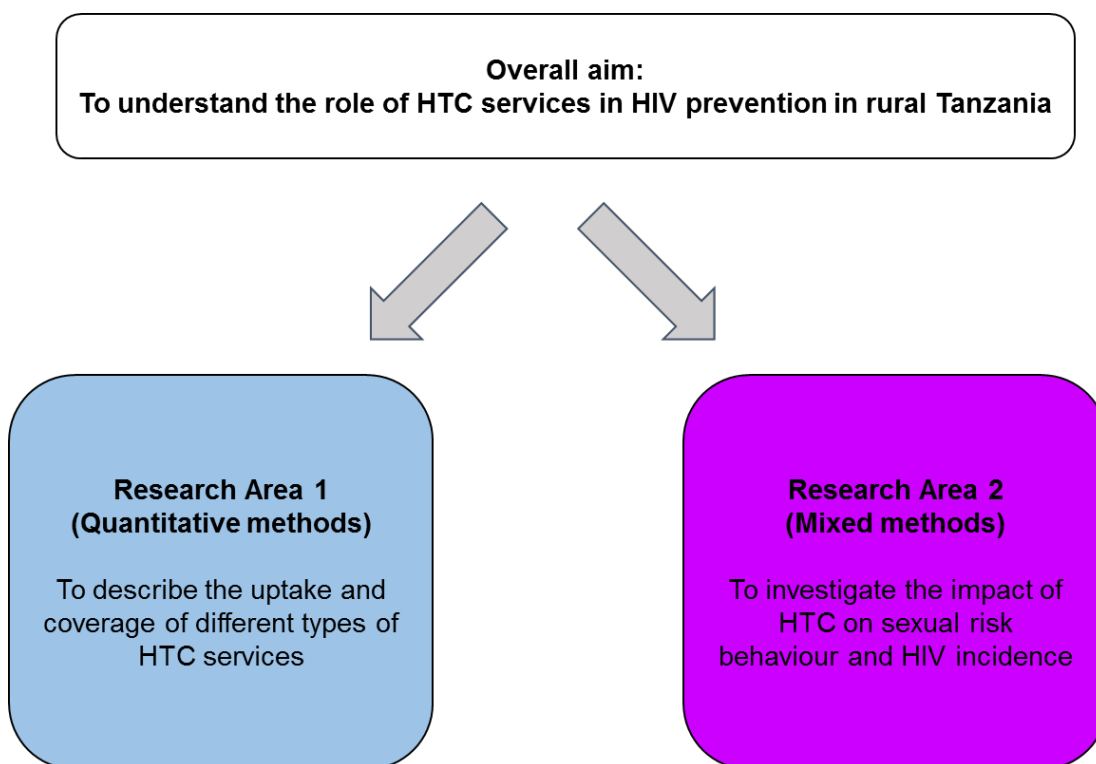 Overall aim:
To understand the role of HTC services in HIV prevention in rural Tanzania
Research Area 1
(Quantitative methods)
To describe the uptake and
coverage of different types of
HTC services
Research Area 2
(Mixed methods)
To investigate the impact of
HTC on sexual risk
behaviour and HIV incidence